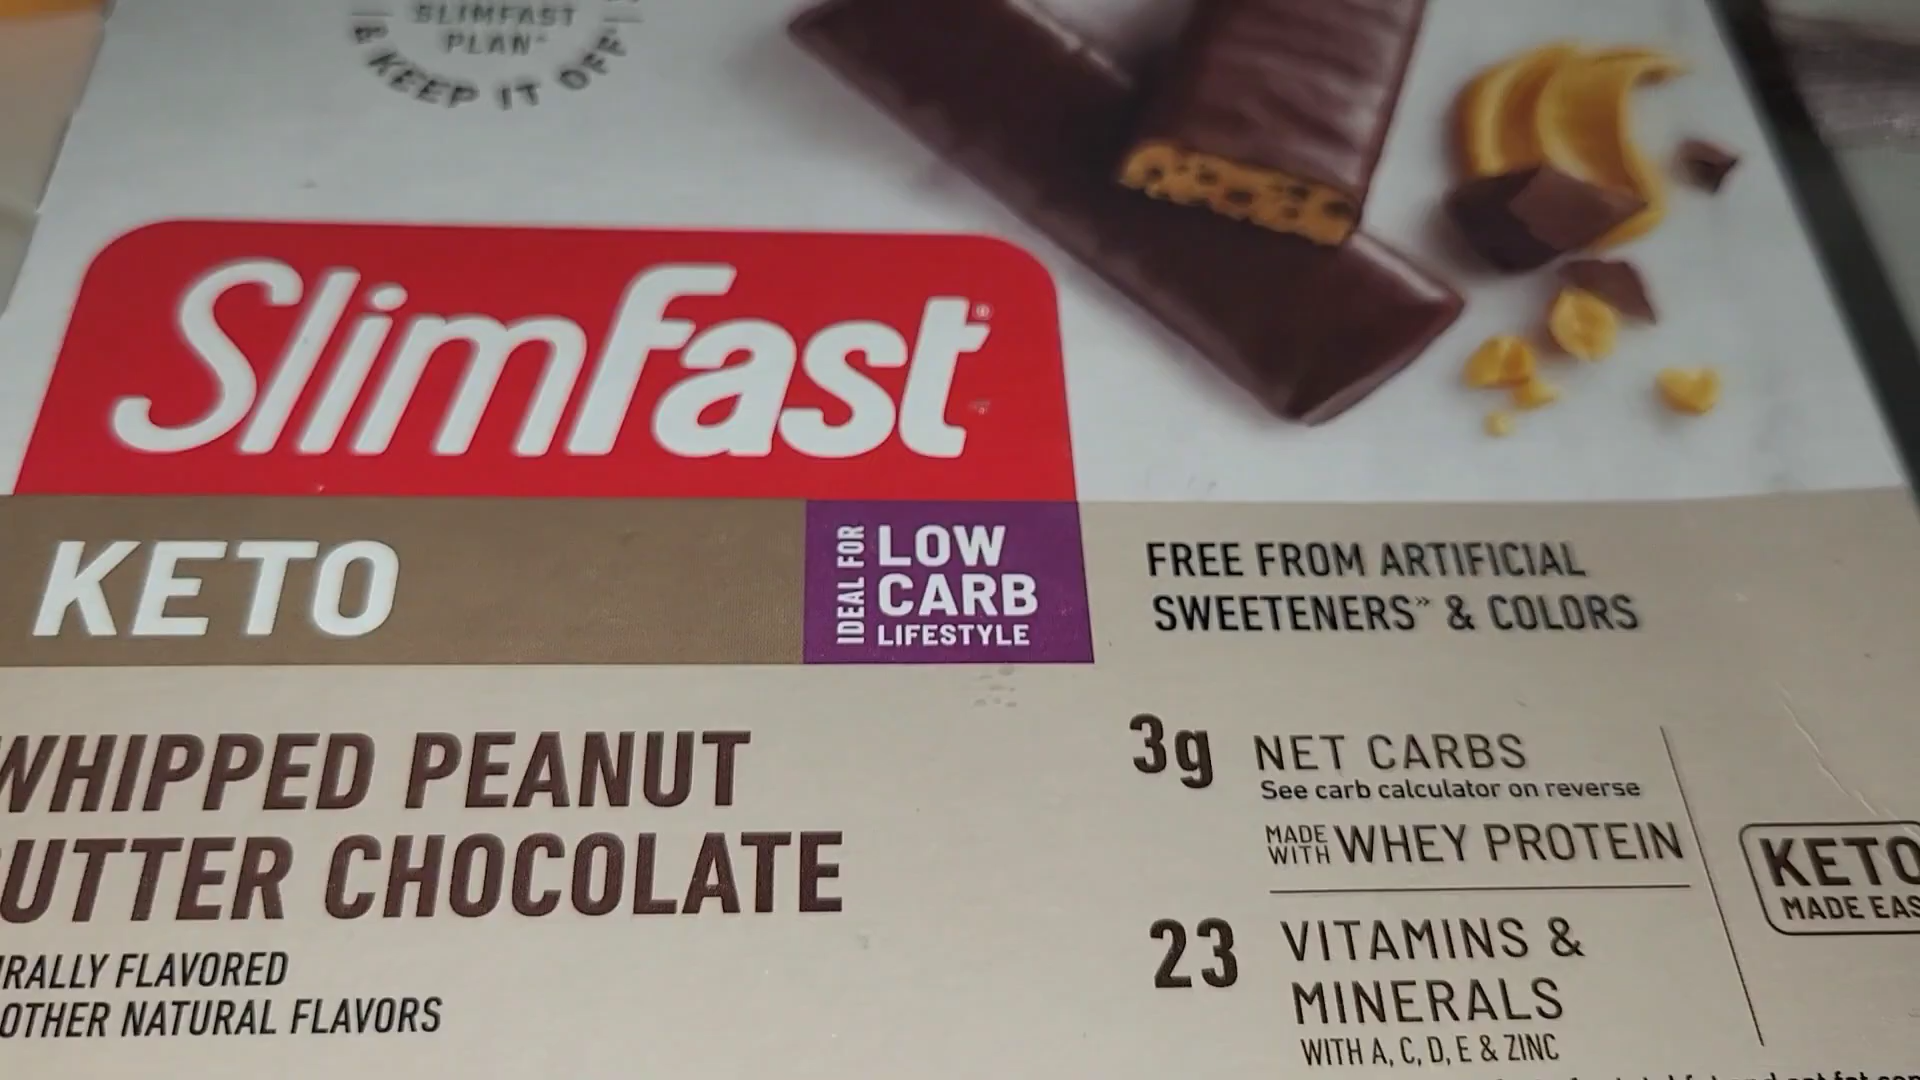 SLIMFAST
PLAN^
& KEEP IT OFF
SlimFast®
KETO
IDEAL FOR
LOW
CARB
LIFESTYLE
FREE FROM ARTIFICIAL
SWEETENERS» & COLORS
WHIPPED PEANUT
UTTER CHOCOLATE
RALLY FLAVORED
OTHER NATURAL FLAVORS
3g NET CARBS
See carb calculator on reverse
MADE WITH WHEY PROTEIN
23 VITAMINS &
MINERALS
WITH A, C, D, E & ZINC
KETO
MADE EAS